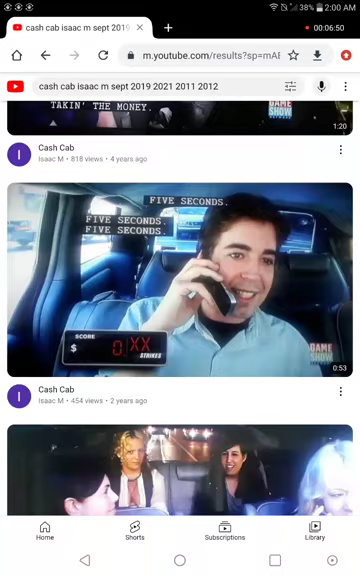 38% 2:00 AM
00:06:50
cash cab isaac m sept 2019
m.youtube.com/results?sp=mAE
cash cab isaac m sept 2019 2021 2011 2012
TAKIN' THE MONEY.
GAME
SHOW
NETWORK
1:20
I
Cash Cab
Isaac M • 818 views • 4 years ago
FIVE SECONDS.
FIVE SECONDS.
FIVE SECONDS.
SCORE
$ 0 XX
STRIKES
GAME
SHOW
0:53
I
Cash Cab
Isaac M • 454 views • 2 years ago
Home
Shorts
Subscriptions
Library